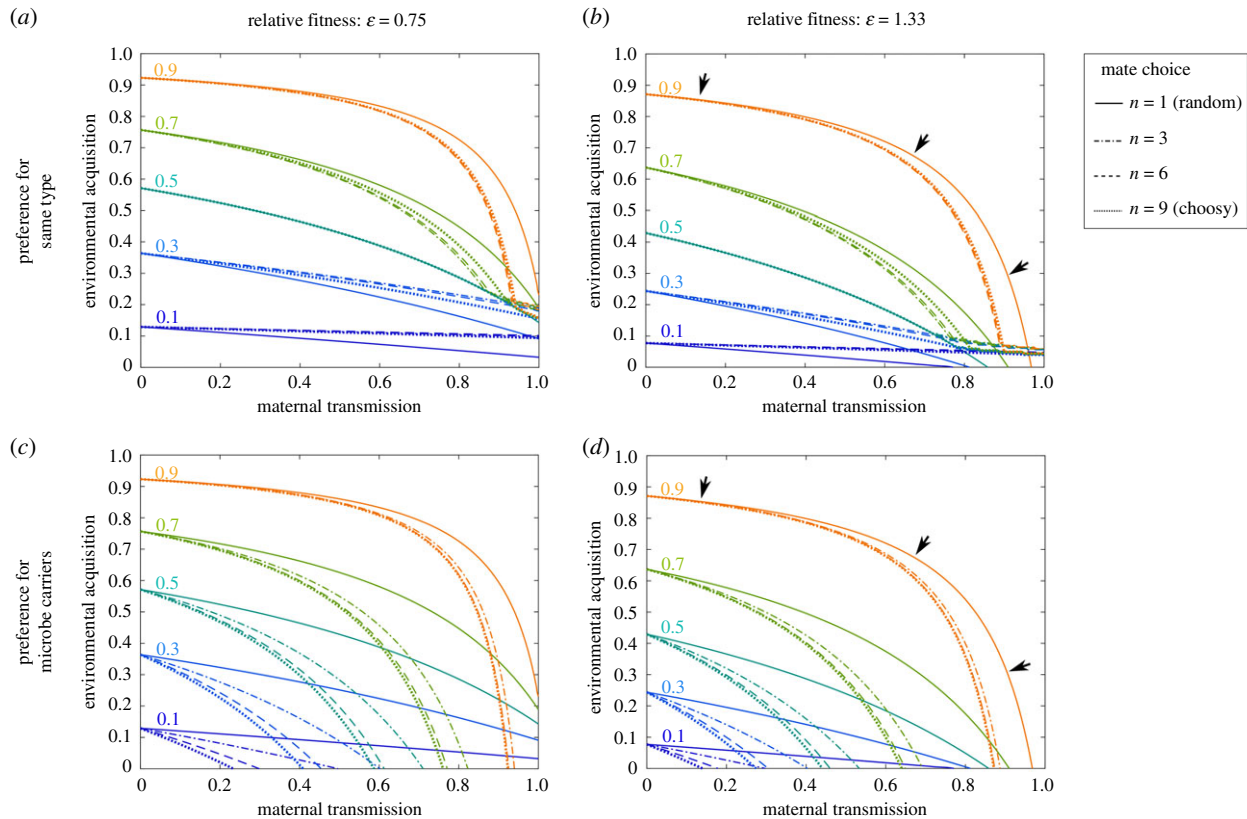 (a)
relative fitness: ε = 0.75
(b)
relative fitness: ε = 1.33
preference for
same type
environmental acquisition
1.0
0.9
0.8
0.7
0.6
0.5
0.4
0.3
0.2
0.1
0
0.9
0.7
0.5
0.3
0.1
0 0.2 0.4 0.6 0.8 1.0
maternal transmission
environmental acquisition
1.0
0.9
0.8
0.7
0.6
0.5
0.4
0.3
0.2
0.1
0
0.9
0.7
0.5
0.3
0.1
0 0.2 0.4 0.6 0.8 1.0
maternal transmission
mate choice
n = 1 (random)
n = 3
n = 6
n = 9 (choosy)
(c)
(d)
preference for
microbe carriers
environmental acquisition
1.0
0.9
0.8
0.7
0.6
0.5
0.4
0.3
0.2
0.1
0
0.9
0.7
0.5
0.3
0.1
0 0.2 0.4 0.6 0.8 1.0
maternal transmission
environmental acquisition
1.0
0.9
0.8
0.7
0.6
0.5
0.4
0.3
0.2
0.1
0
0.9
0.7
0.5
0.3
0.1
0 0.2 0.4 0.6 0.8 1.0
maternal transmission